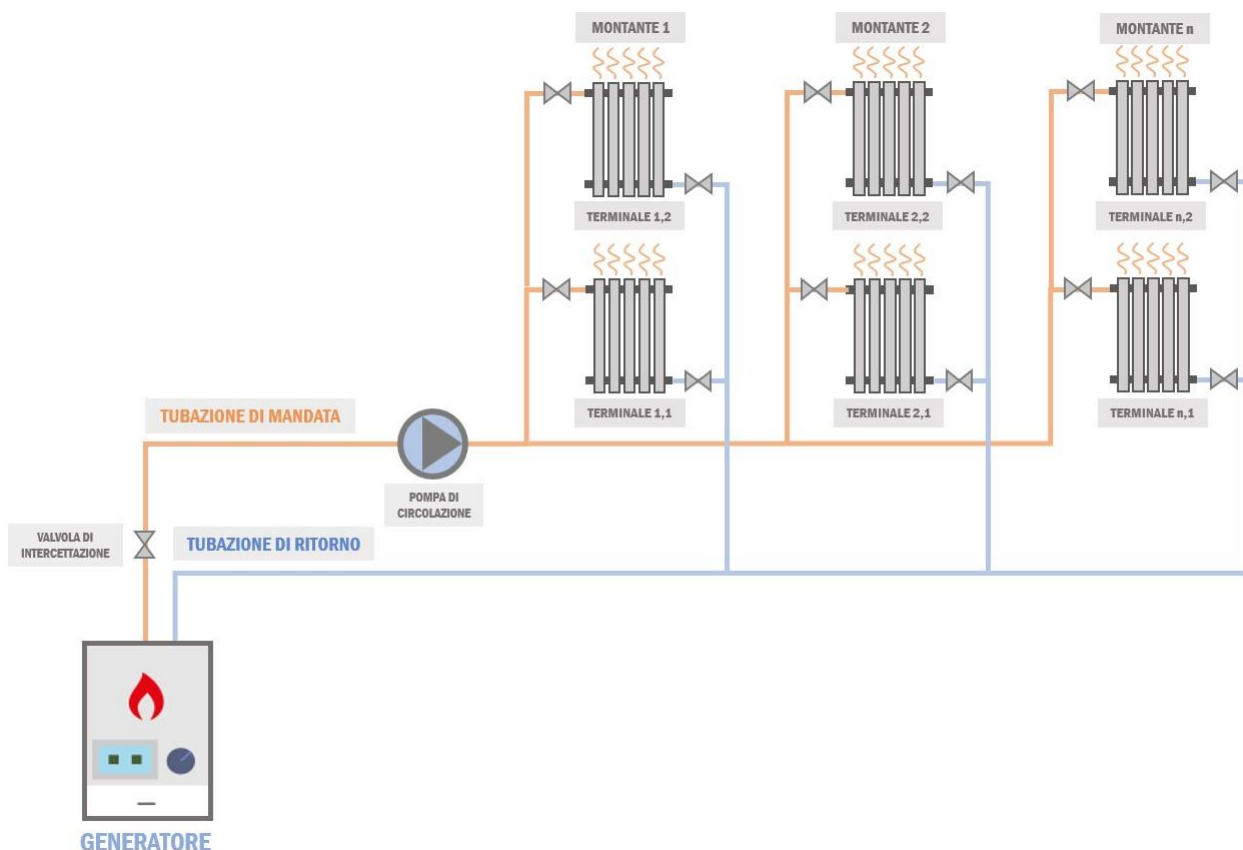 MONTANTE 1
MONTANTE 2
MONTANTE n
TERMINALE 1,2
TERMINALE 2,2
TERMINALE n,2
TERMINALE 1,1
TERMINALE 2,1
TERMINALE n,1
TUBAZIONE DI MANDATA
POMPA DI
CIRCOLAZIONE
VALVOLA DI
INTERCETTAZIONE
TUBAZIONE DI RITORNO
GENERATORE